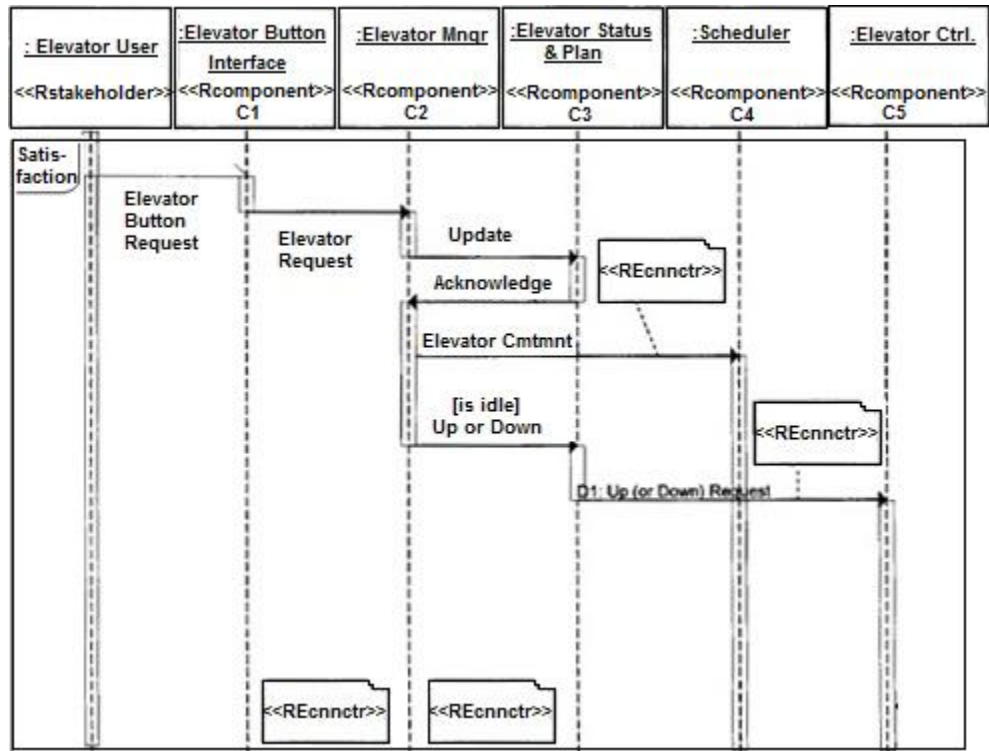 : Elevator User
<<Rstakeholder>>
:Elevator Button
Interface
<<Rcomponent>>
C1
:Elevator Mnqr
<<Rcomponent>>
C2
:Elevator Status
& Plan
<<Rcomponent>>
C3
:Scheduler
<<Rcomponent>>
C4
:Elevator Ctrl.
<<Rcomponent>>
C5
Satis-
faction
Elevator
Button
Request
Elevator
Request
Update
<<REcnnctr>>
Acknowledge
Elevator Cmtmnt
[is idle]
Up or Down
<<REcnnctr>>
D1: Up (or Down) Request
<<REcnnctr>>
<<REcnnctr>>